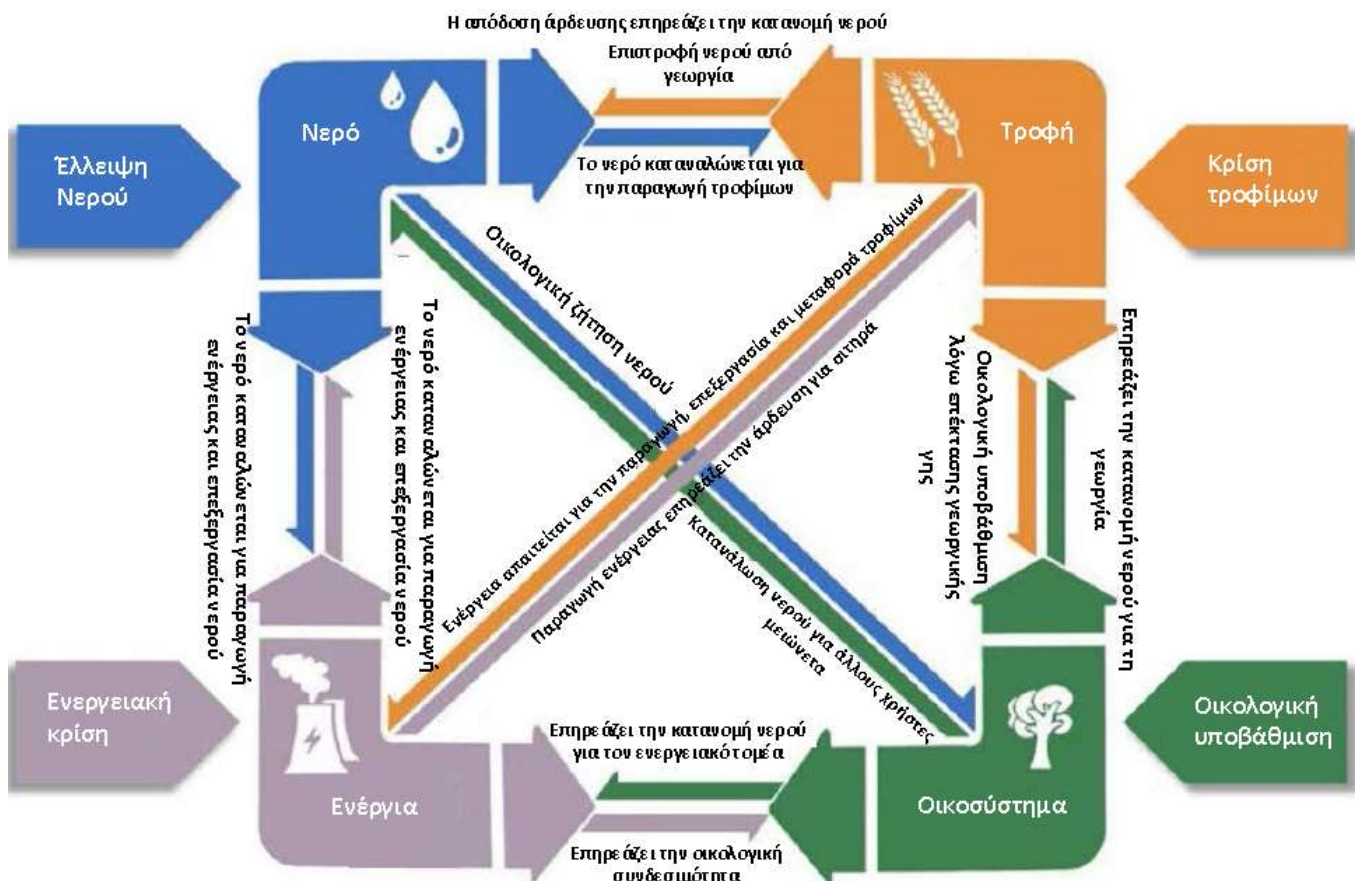 Η απόδοση άρδευσης επηρεάζει την κατανομή νερού
Επιστροφή νερού από
γεωργία
Νερό
Τροφή
Έλλειψη
Νερού
Κρίση
τροφίμων
Το νερό καταναλώνεται για
την παραγωγή τροφίμων
Οικολογική ζήτηση νερού
Ενέργεια απαιτείται για την παραγωγή, επεξεργασία και μεταφορά τροφίμων
Παραγωγή ενέργειας επηρεάζει την άρδευση για σιτηρά
Κατανάλωση νερού για άλλους χρήστες
μειώνετα
Το νερό καταναλώνεται για παραγωγή
ενέργειας και επεξεργασία νερού
Το νερό καταναλώνεται για παραγωγή
ενέργειας και επεξεργασία νερού
Οικολογική υποβάθμιση
λόγω επέκτασης γεωργικής
γης
Επηρεάζει την κατανομή νερού για τη
γεωργία
Ενεργειακή
κρίση
Οικολογική
υποβάθμιση
Επηρεάζει την κατανομή νερού
για τον ενεργειακό τομέα
Ενέργια
Οικοσύστημα
Επηρεάζει την οικολογική
συνδεσιμότητα